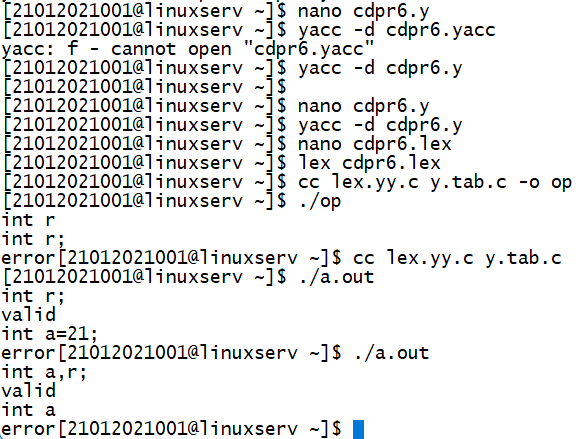 [21012021001@linuxserv ~]$ nano cdpr6.y
[21012021001@linuxserv ~]$ yacc -d cdpr6.yacc
yacc: f - cannot open "cdpr6.yacc"
[21012021001@linuxserv ~]$ yacc -d cdpr6.y
[21012021001@linuxserv ~]$
[21012021001@linuxserv ~]$ nano cdpr6.y
[21012021001@linuxserv ~]$ yacc -d cdpr6.y
[21012021001@linuxserv ~]$ nano cdpr6.lex
[21012021001@linuxserv ~]$ lex cdpr6.lex
[21012021001@linuxserv ~]$ cc lex.yy.c y.tab.c -o op
[21012021001@linuxserv ~]$ ./op
int r
int r;
error[21012021001@linuxserv ~]$ cc lex.yy.c y.tab.c
[21012021001@linuxserv ~]$ ./a.out
int r;
valid
int a=21;
error[21012021001@linuxserv ~]$ ./a.out
int a,r;
valid
int a
error[21012021001@linuxserv ~]$